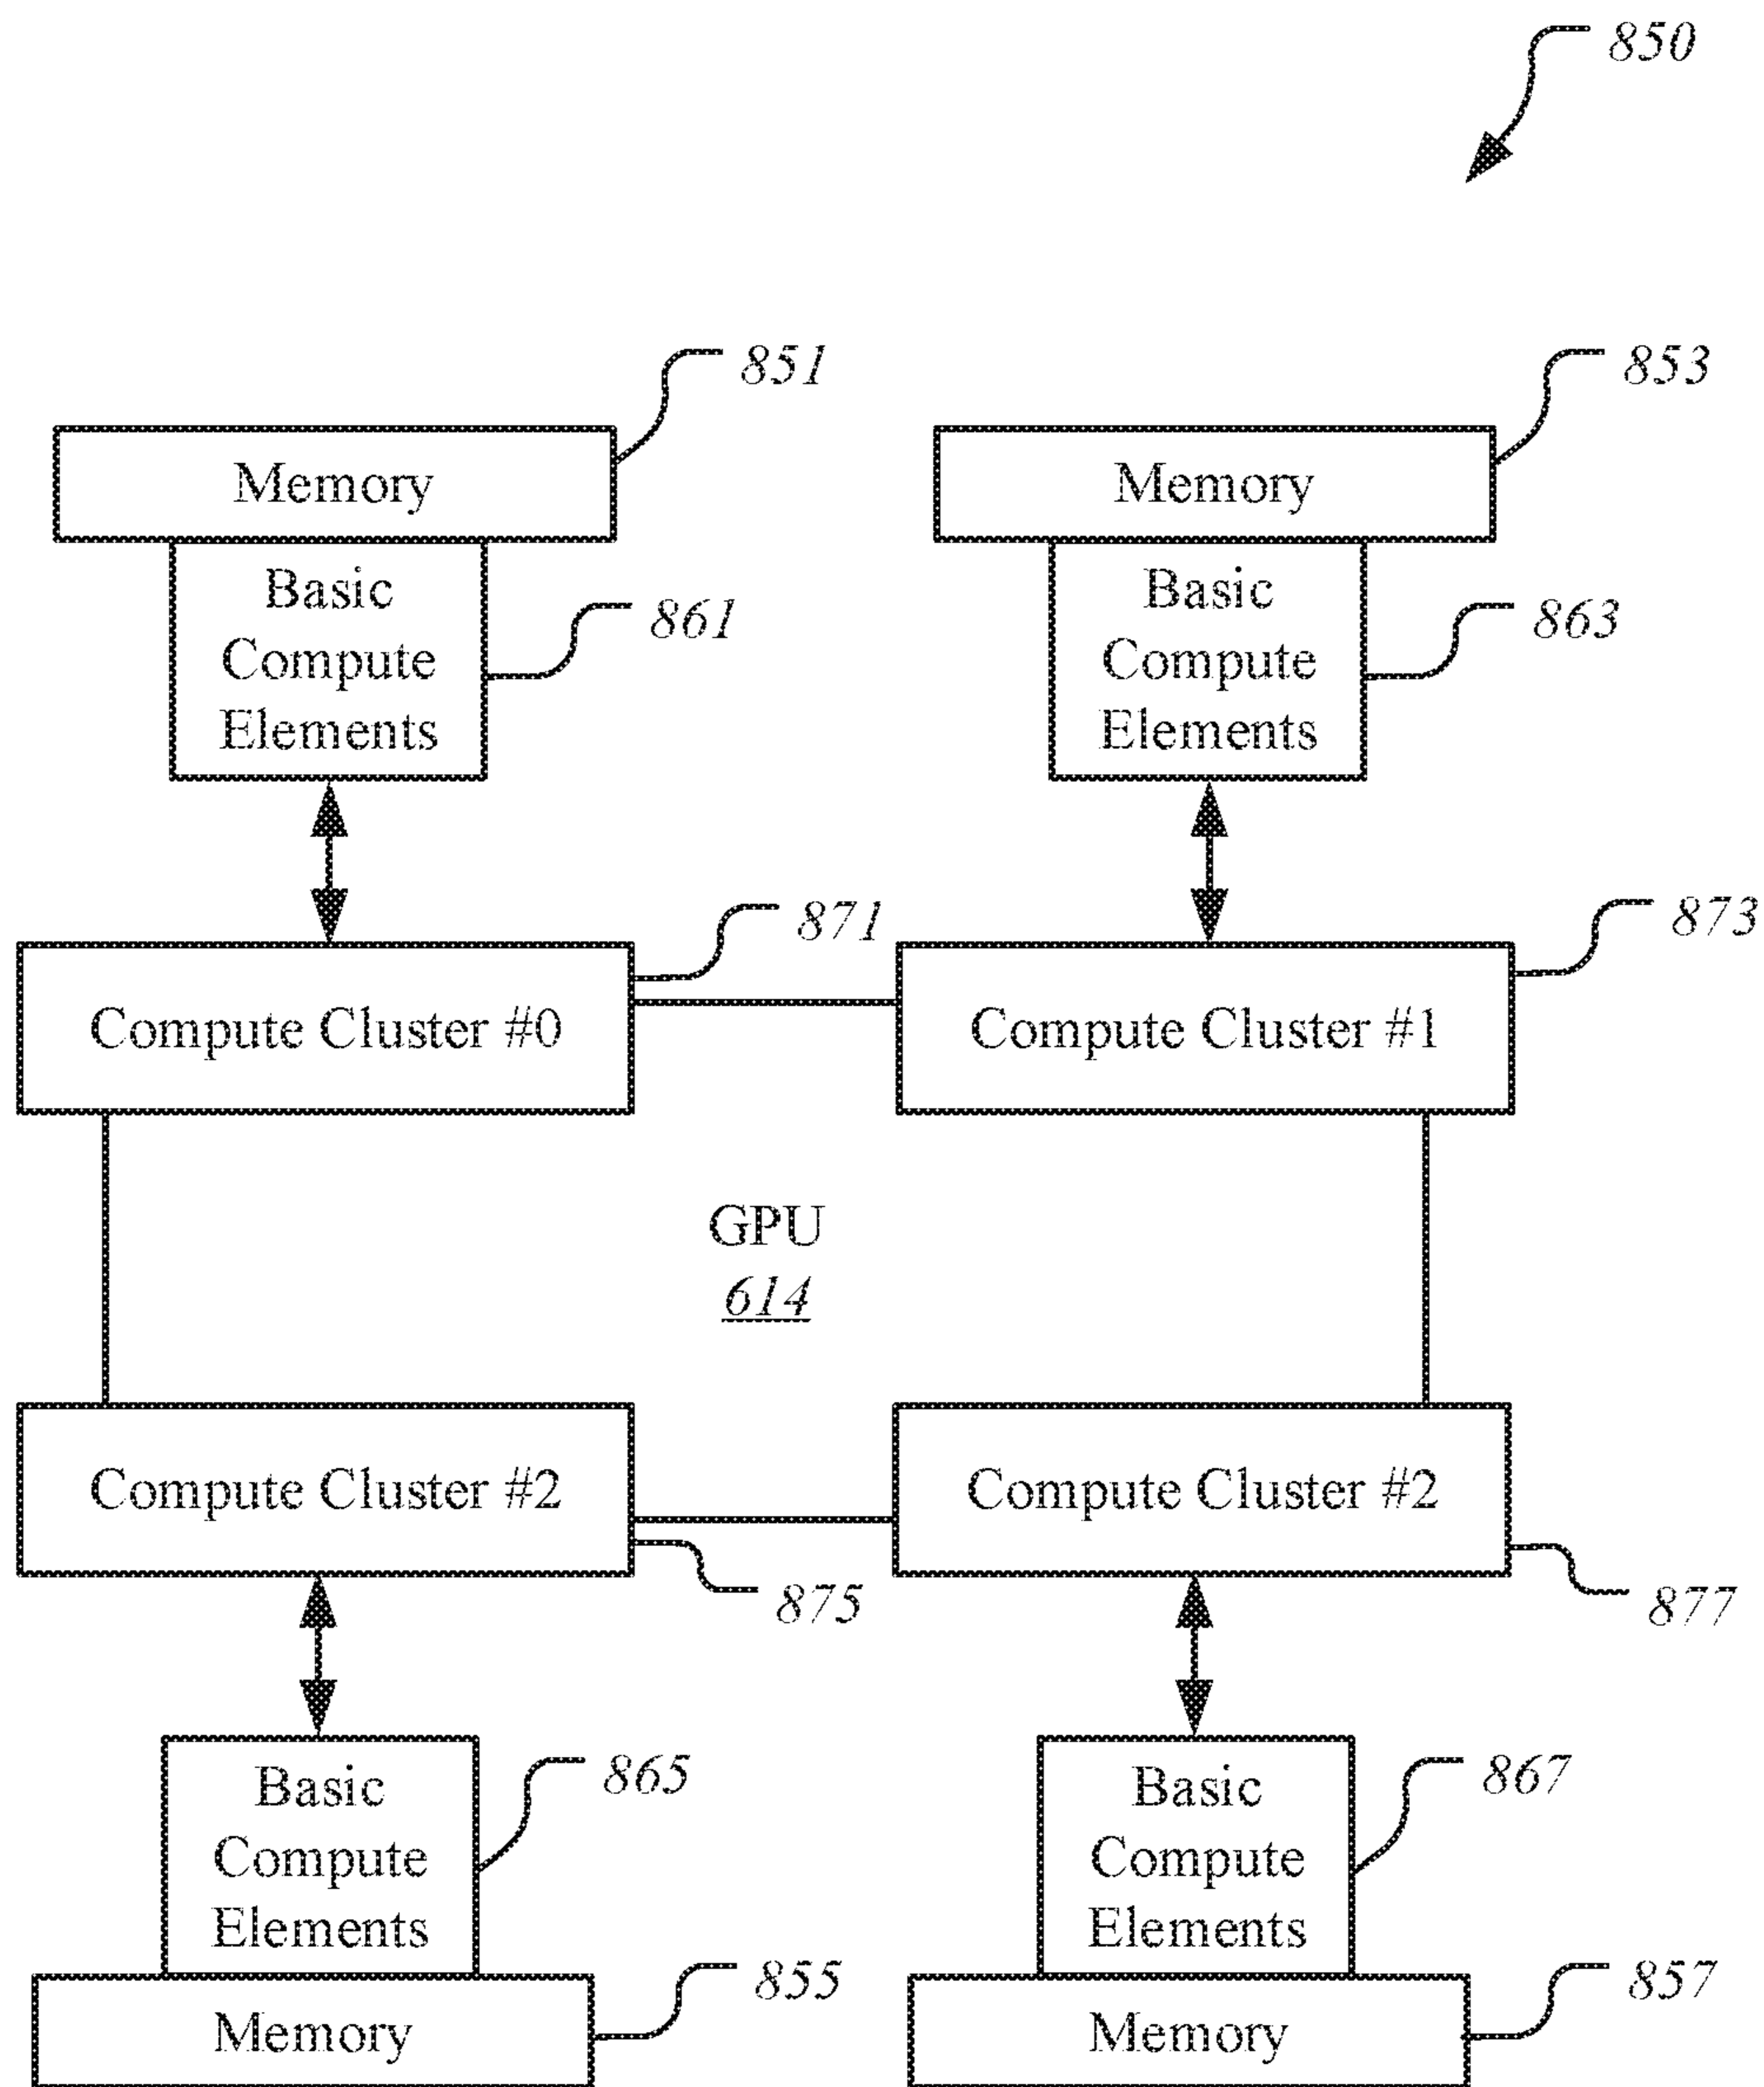 850
851
853
Memory
Memory
Basic
Compute
Elements
861
Basic
Compute
Elements
863
871
873
Compute Cluster #0
Compute Cluster #1
GPU
614
Compute Cluster #2
Compute Cluster #2
875
877
Basic
Compute
Elements
865
Basic
Compute
Elements
867
855
857
Memory
Memory